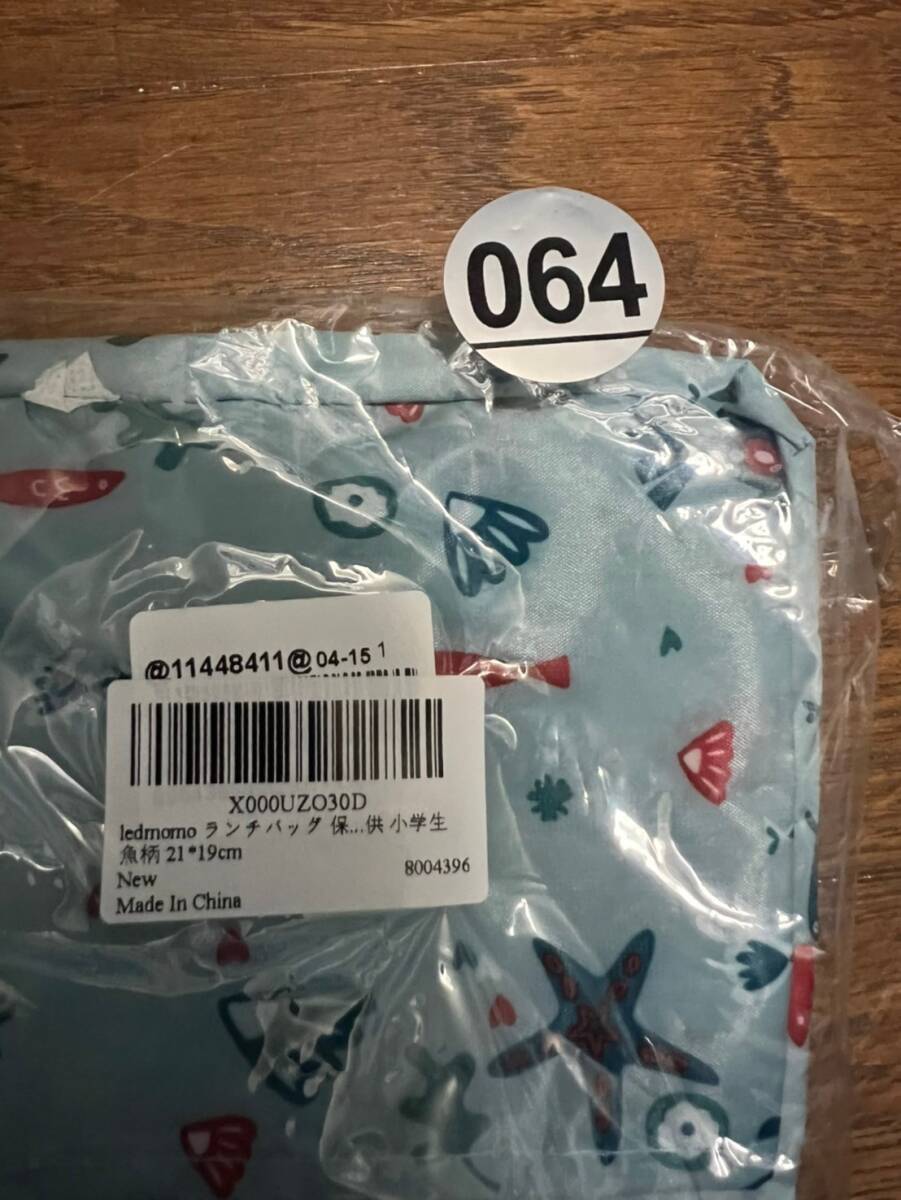 064
@11448411@ 04-15 1
X000UZO30D
ledmomo ランチバッグ 保...供 小学生
魚柄 21*19cm
New
8004396
Made In China